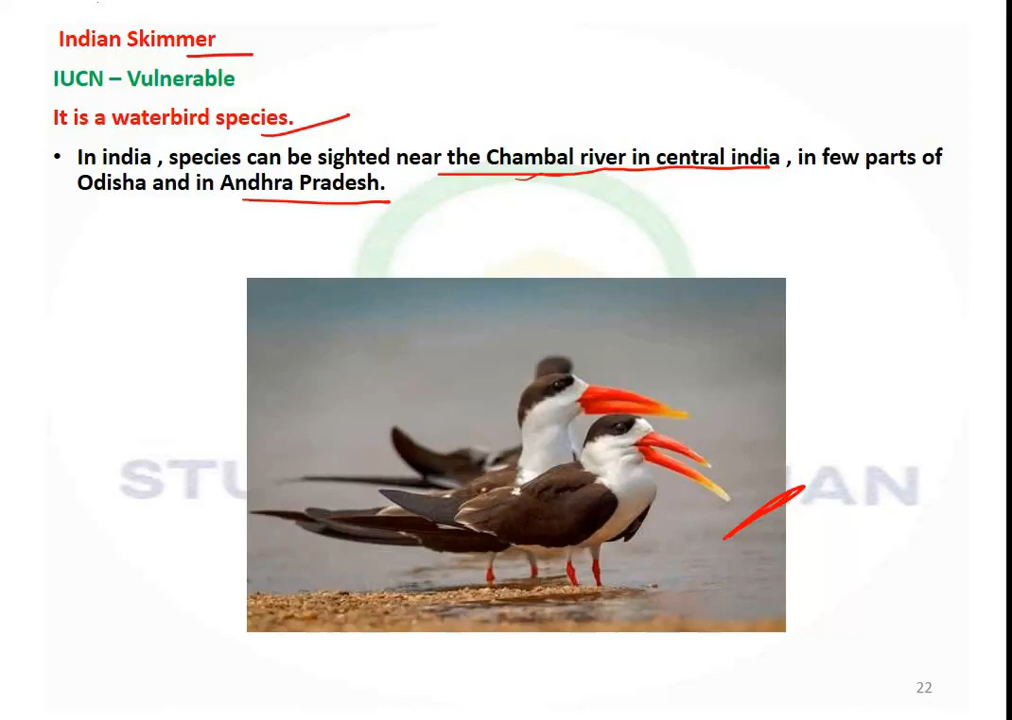 Indian Skimmer
IUCN – Vulnerable
It is a waterbird species.
• In india , species can be sighted near the Chambal river in central india , in few parts of
Odisha and in Andhra Pradesh.
22